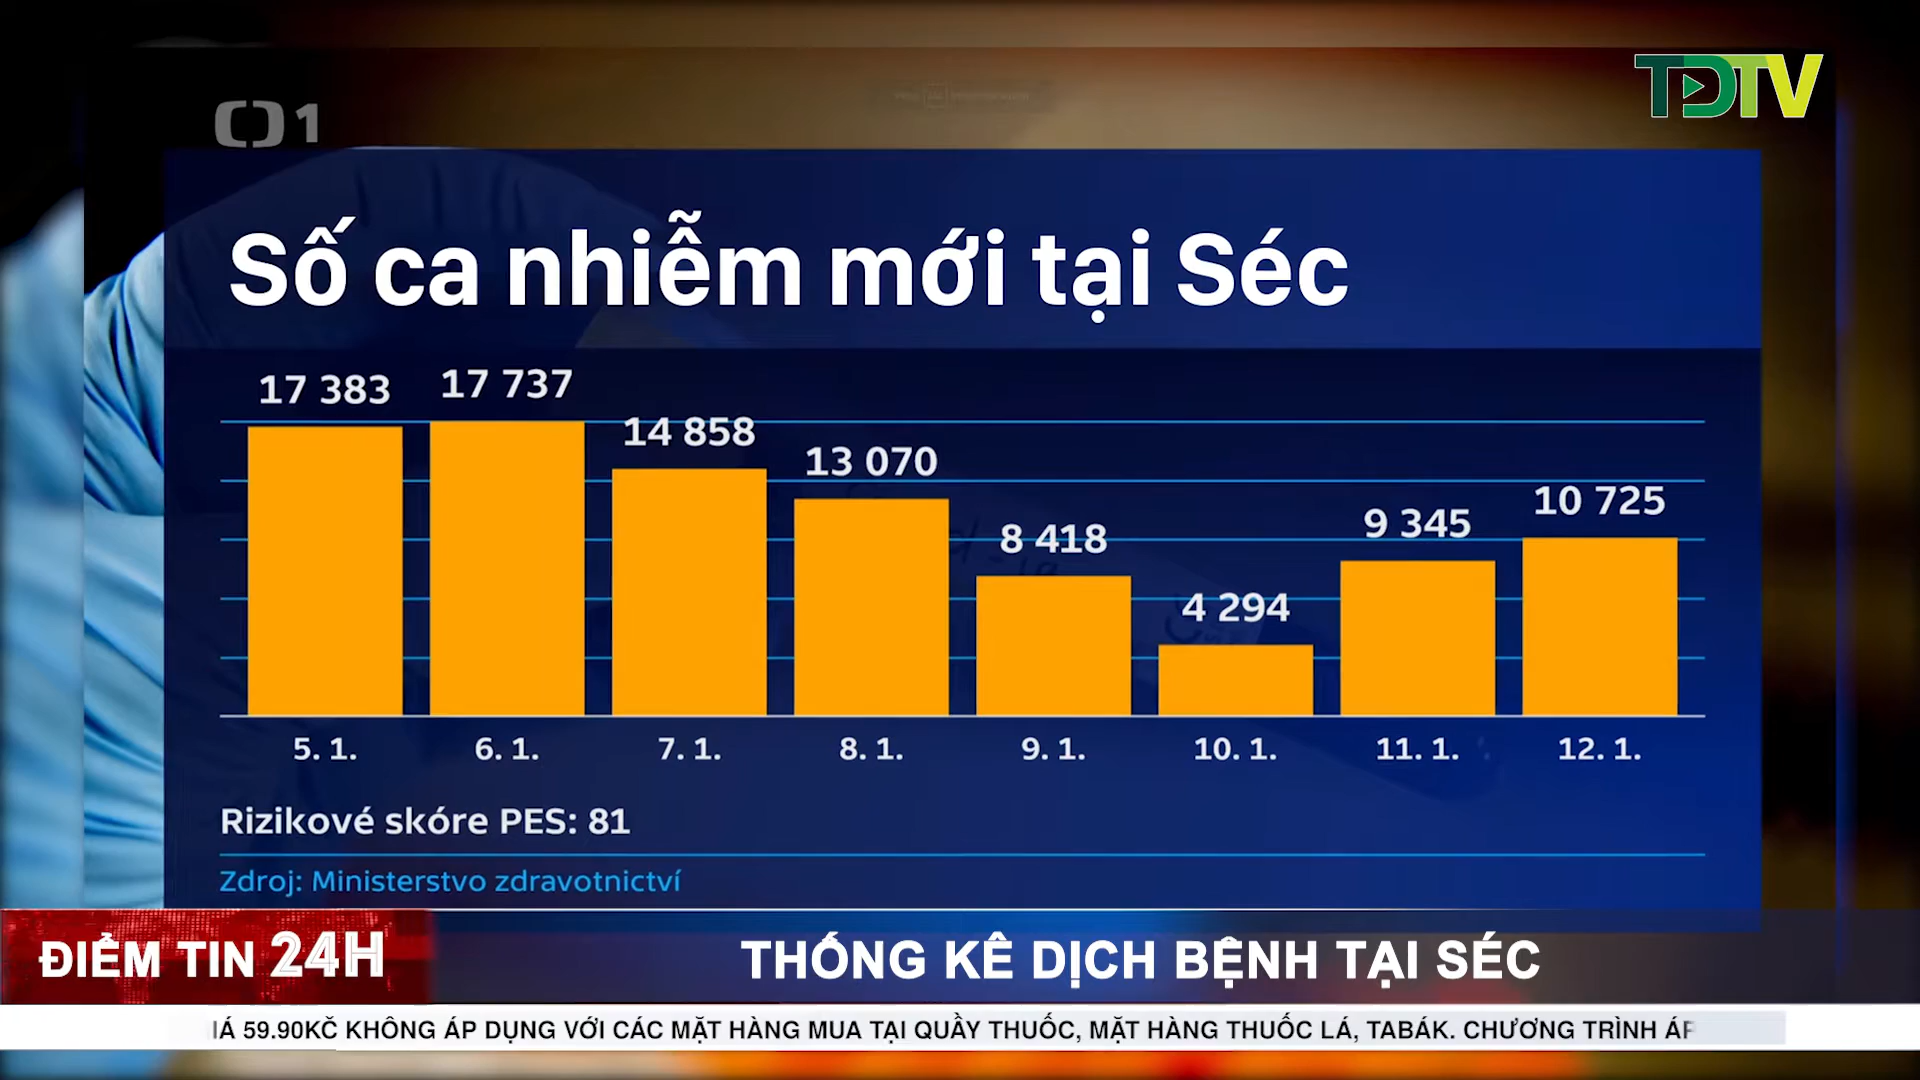 TDTV
1
Số ca nhiễm mới tại Séc
17 383
17 737
14 858
13 070
8 418
4 294
9 345
10 725
5. 1.
6. 1.
7. 1.
8. 1.
9. 1.
10. 1.
11. 1.
12. 1.
Rizikové skóre PES: 81
Zdroj: Ministerstvo zdravotnictví
ĐIỂM TIN 24H
THỐNG KÊ DỊCH BỆNH TẠI SÉC
IÁ 59.90KČ KHÔNG ÁP DỤNG VỚI CÁC MẶT HÀNG MUA TẠI QUẦY THUỐC, MẶT HÀNG THUỐC LÁ, TABÁK. CHƯƠNG TRÌNH ÁP